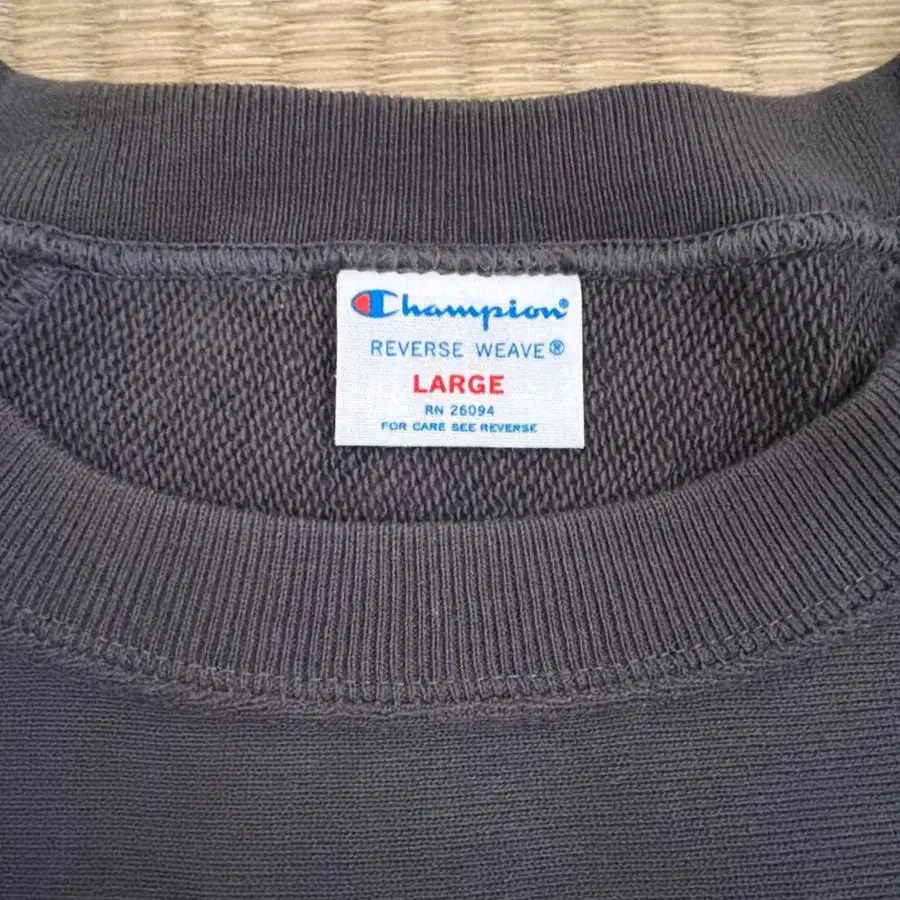 Champion®
REVERSE WEAVE®
LARGE
RN 26094
FOR CARE SEE REVERSE